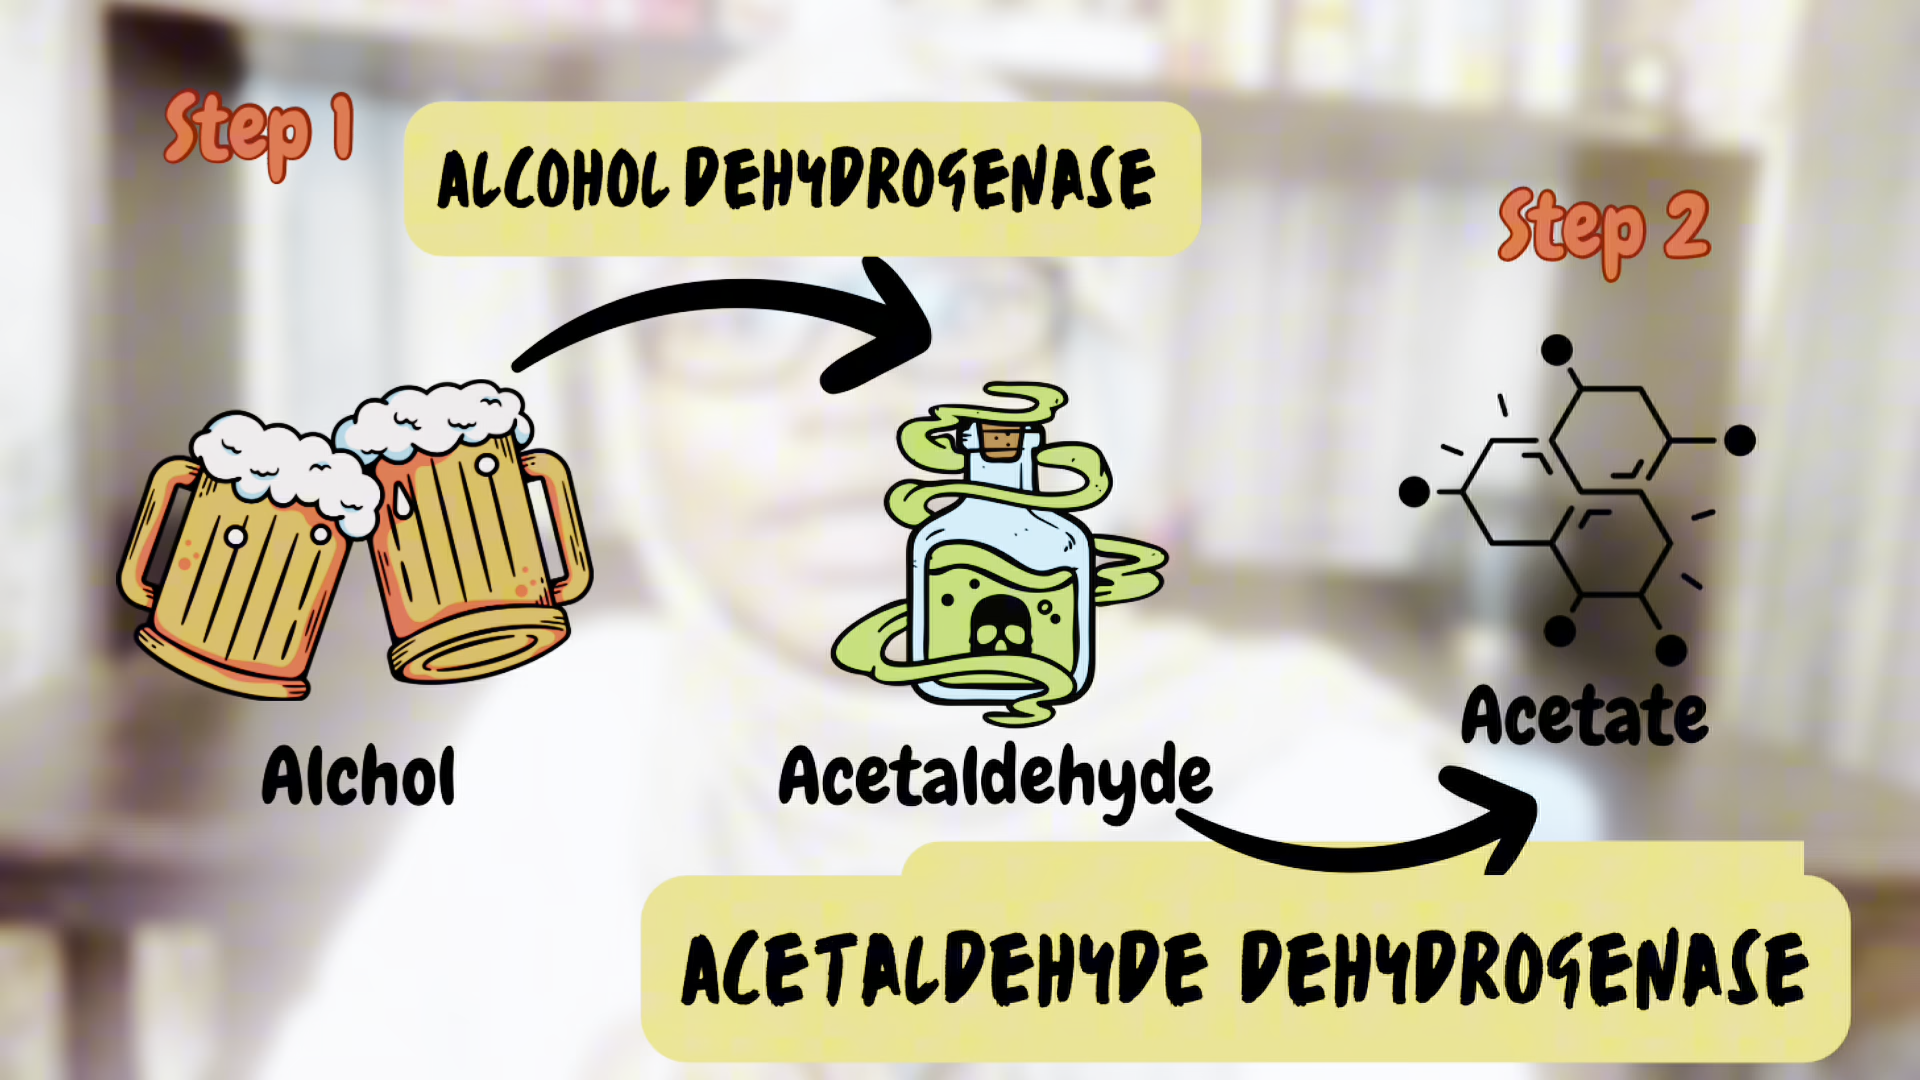 Step 1
ALCOHOL DEHYDROGENASE
Step 2
Acetate
Alchol
Acetaldehyde
ACETALDEHYDE DEHYDROGENASE